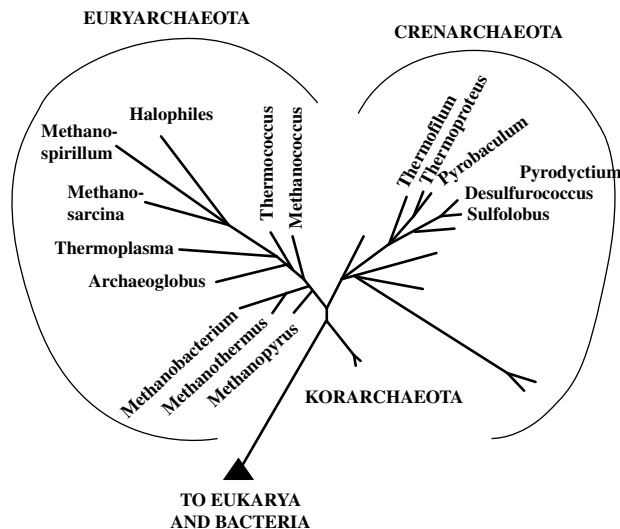 EURYARCHAEOTA
CRENARCHAEOTA
Halophiles
Methano-
spirillum
Methano-
sarcina
Thermoplasma
Archaeoglobus
Thermococcus
Methanococcus
Methanobacterium
Methanothermus
Methanopyrus
Thermofilum
Thermoproteus
Pyrobaculum
Pyrodyctium
Desulfurococcus
Sulfolobus
KORARCHAEOTA
TO EUKARYA
AND BACTERIA